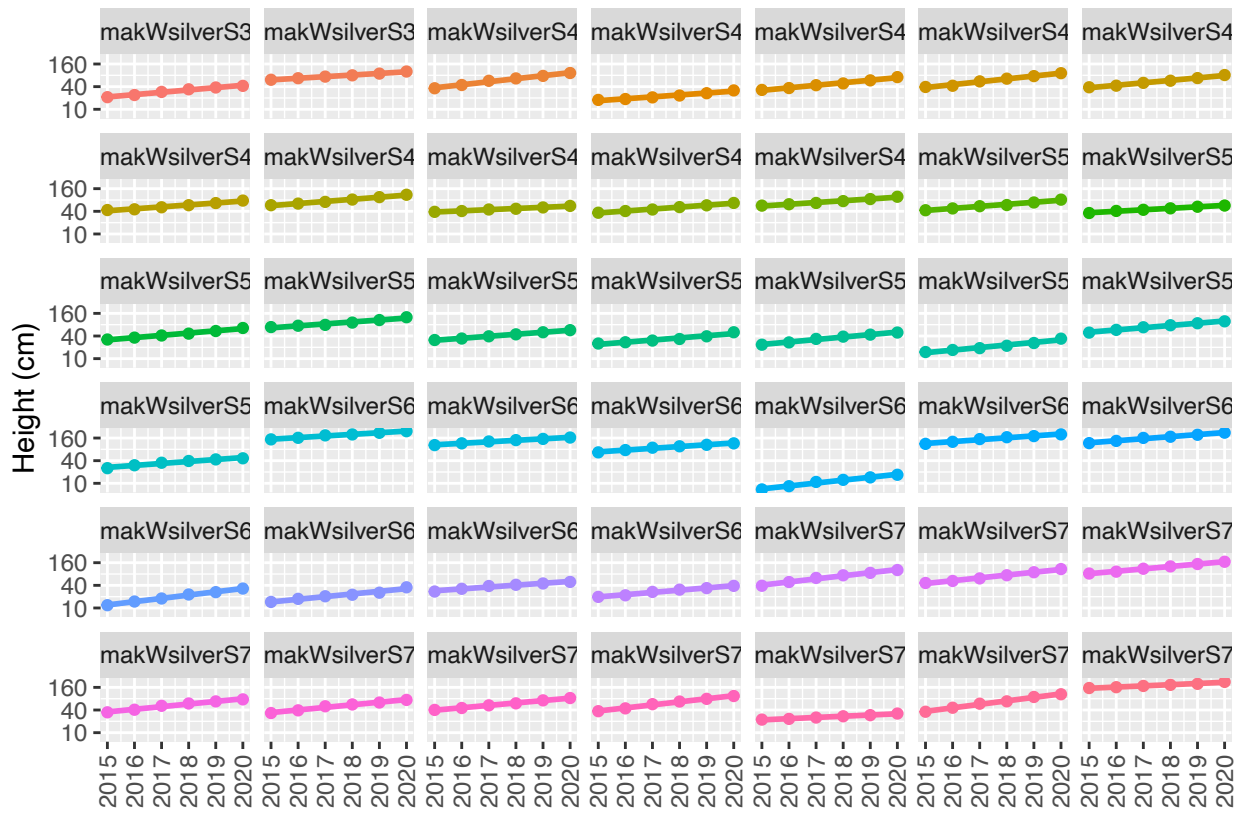 makWsilverS3 makWsilverS3 makWsilverS4 makWsilverS4 makWsilverS4 makWsilverS4 makWsilverS4
160
40
10
makWsilverS4 makWsilverS4 makWsilverS4 makWsilverS4 makWsilverS4 makWsilverS5 makWsilverS5
160
40
10
makWsilverS5 makWsilverS5 makWsilverS5 makWsilverS5 makWsilverS5 makWsilverS5 makWsilverS5
160
40
10
Height (cm)
makWsilverS5 makWsilverS6 makWsilverS6 makWsilverS6 makWsilverS6 makWsilverS6 makWsilverS6
160
40
10
makWsilverS6 makWsilverS6 makWsilverS6 makWsilverS6 makWsilverS7 makWsilverS7 makWsilverS7
160
40
10
makWsilverS7 makWsilverS7 makWsilverS7 makWsilverS7 makWsilverS7 makWsilverS7 makWsilverS7
160
40
10
2015 2016 2017 2018 2019 2020 2015 2016 2017 2018 2019 2020 2015 2016 2017 2018 2019 2020 2015 2016 2017 2018 2019 2020 2015 2016 2017 2018 2019 2020 2015 2016 2017 2018 2019 2020 2015 2016 2017 2018 2019 2020